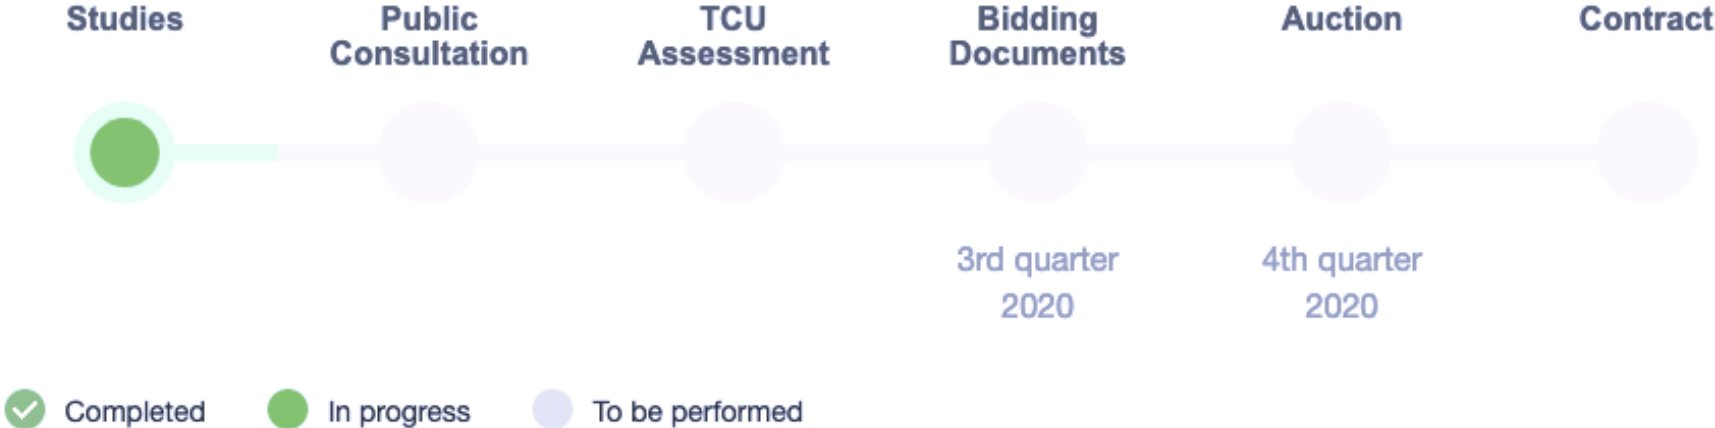 Studies
Public
Consultation
TCU
Assessment
Bidding
Documents
Auction
Contract
3rd quarter
2020
4th quarter
2020
Completed
In progress
To be performed